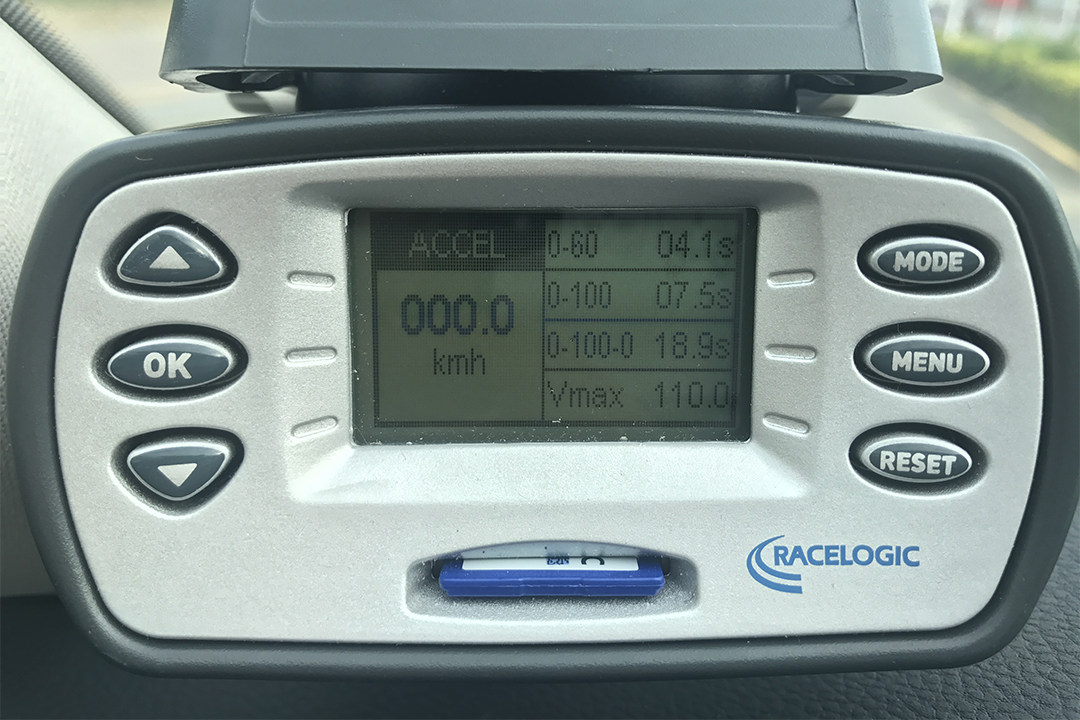 ACCEL
000.0
kmh
0-60 04.1s
0-100 07.5s
0-100-0 18.9s
Vmax 110.0
OK
MODE
MENU
RESET
RACELOGIC